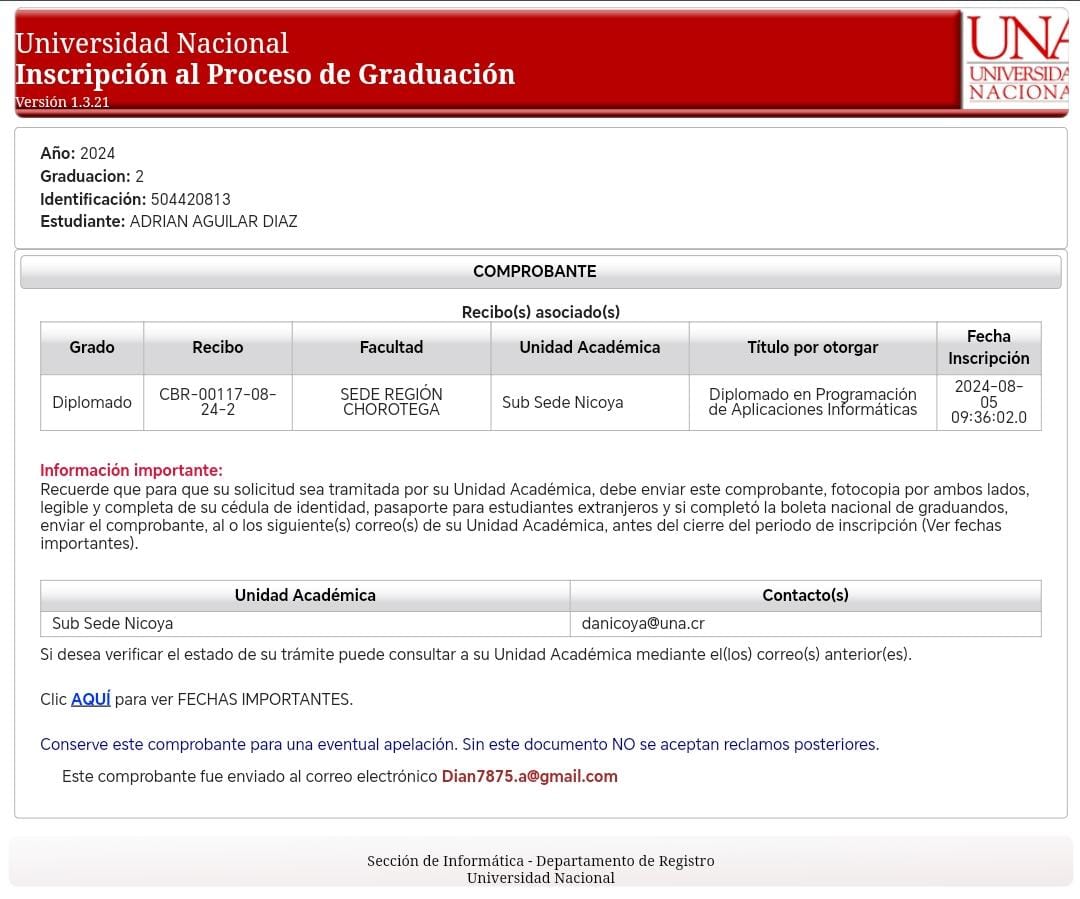 Universidad Nacional
Inscripción al Proceso de Graduación
Versión 1.3.21
UNA
UNIVERSIDA
NACIONA
Año: 2024
Graduacion: 2
Identificación: 504420813
Estudiante: ADRIAN AGUILAR DIAZ
COMPROBANTE
Recibo(s) asociado(s)
Grado Recibo Facultad Unidad Académica Título por otorgar Fecha Inscripción
Diplomado CBR-00117-08-24-2 SEDE REGIÓN CHOROTEGA Sub Sede Nicoya Diplomado en Programación de Aplicaciones Informáticas 2024-08-05 09:36:02.0
Información importante:
Recuerde que para que su solicitud sea tramitada por su Unidad Académica, debe enviar este comprobante, fotocopia por ambos lados,
legible y completa de su cédula de identidad, pasaporte para estudiantes extranjeros y si completó la boleta nacional de graduandos,
enviar el comprobante, al o los siguiente(s) correo(s) de su Unidad Académica, antes del cierre del periodo de inscripción (Ver fechas
importantes).
Unidad Académica Contacto(s)
Sub Sede Nicoya danicoya@una.cr
Si desea verificar el estado de su trámite puede consultar a su Unidad Académica mediante el(los) correo(s) anterior(es).
Clic AQUÍ para ver FECHAS IMPORTANTES.
Conserve este comprobante para una eventual apelación. Sin este documento NO se aceptan reclamos posteriores.
Este comprobante fue enviado al correo electrónico Dian7875.a@gmail.com
Sección de Informática - Departamento de Registro
Universidad Nacional